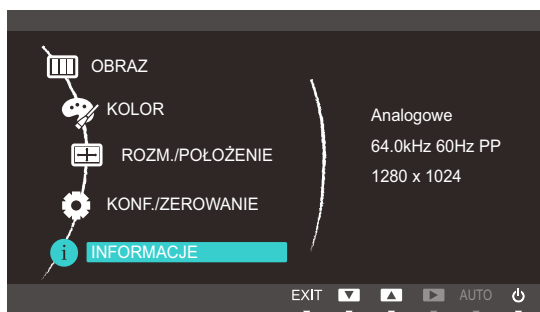 OBRAZ
KOLOR
ROZM./POŁOŻENIE
KONF./ZEROWANIE
i INFORMACJE
Analogowe
64.0kHz 60Hz PP
1280 x 1024
EXIT AUTO